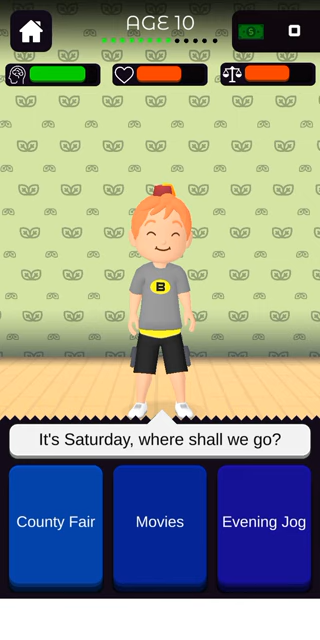 AGE 10
B
It's Saturday, where shall we go?
County Fair
Movies
Evening Jog